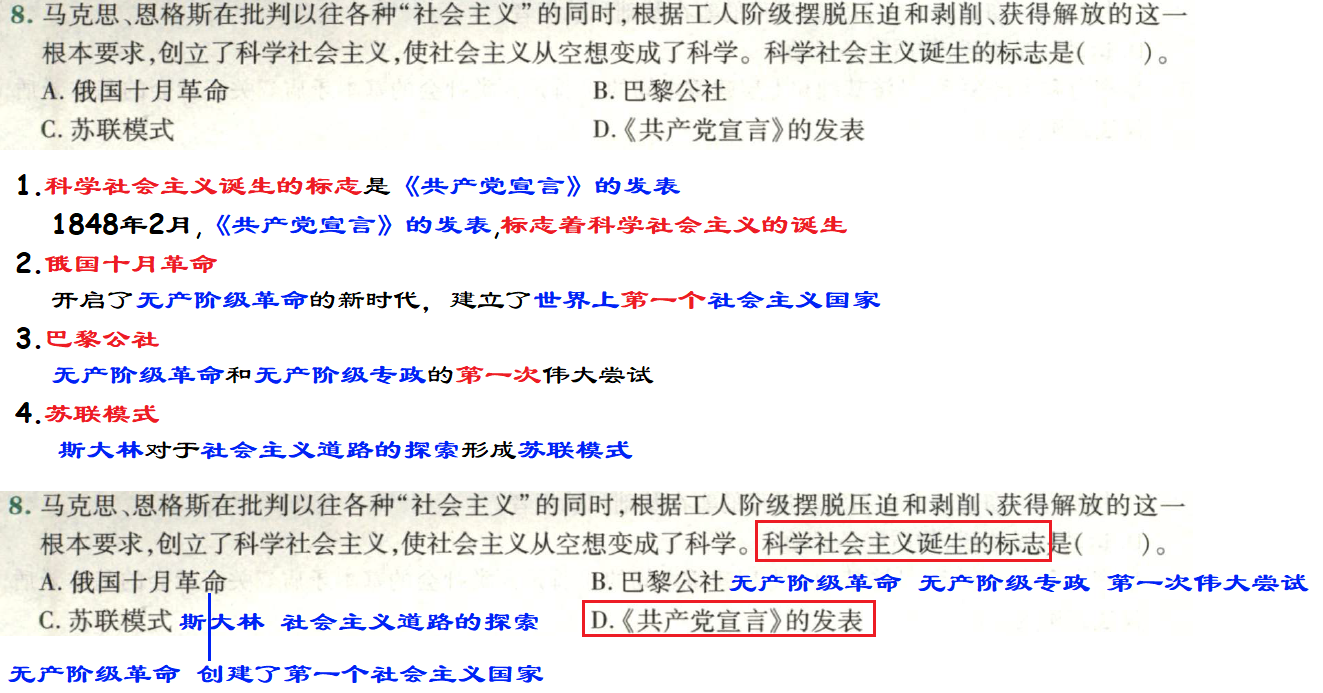 8. 马克思、恩格斯在批判以往各种“社会主义”的同时,根据工人阶级摆脱压迫和剥削、获得解放的这一
根本要求,创立了科学社会主义,使社会主义从空想变成了科学。科学社会主义诞生的标志是(    )。
A. 俄国十月革命    B. 巴黎公社
C. 苏联模式    D.《共产党宣言》的发表
1.科学社会主义诞生的标志是《共产党宣言》的发表
1848年2月,《共产党宣言》的发表,标志着科学社会主义的诞生
2.俄国十月革命
开启了无产阶级革命的新时代，建立了世界上第一个社会主义国家
3.巴黎公社
无产阶级革命和无产阶级专政的第一次伟大尝试
4.苏联模式
斯大林对于社会主义道路的探索形成苏联模式
8. 马克思、恩格斯在批判以往各种“社会主义”的同时,根据工人阶级摆脱压迫和剥削、获得解放的这一
根本要求,创立了科学社会主义,使社会主义从空想变成了科学。科学社会主义诞生的标志是(    )。
A. 俄国十月革命    B. 巴黎公社 无产阶级革命 无产阶级专政 第一次伟大尝试
C. 苏联模式 斯大林 社会主义道路的探索    D.《共产党宣言》的发表
无产阶级革命 创建了第一个社会主义国家